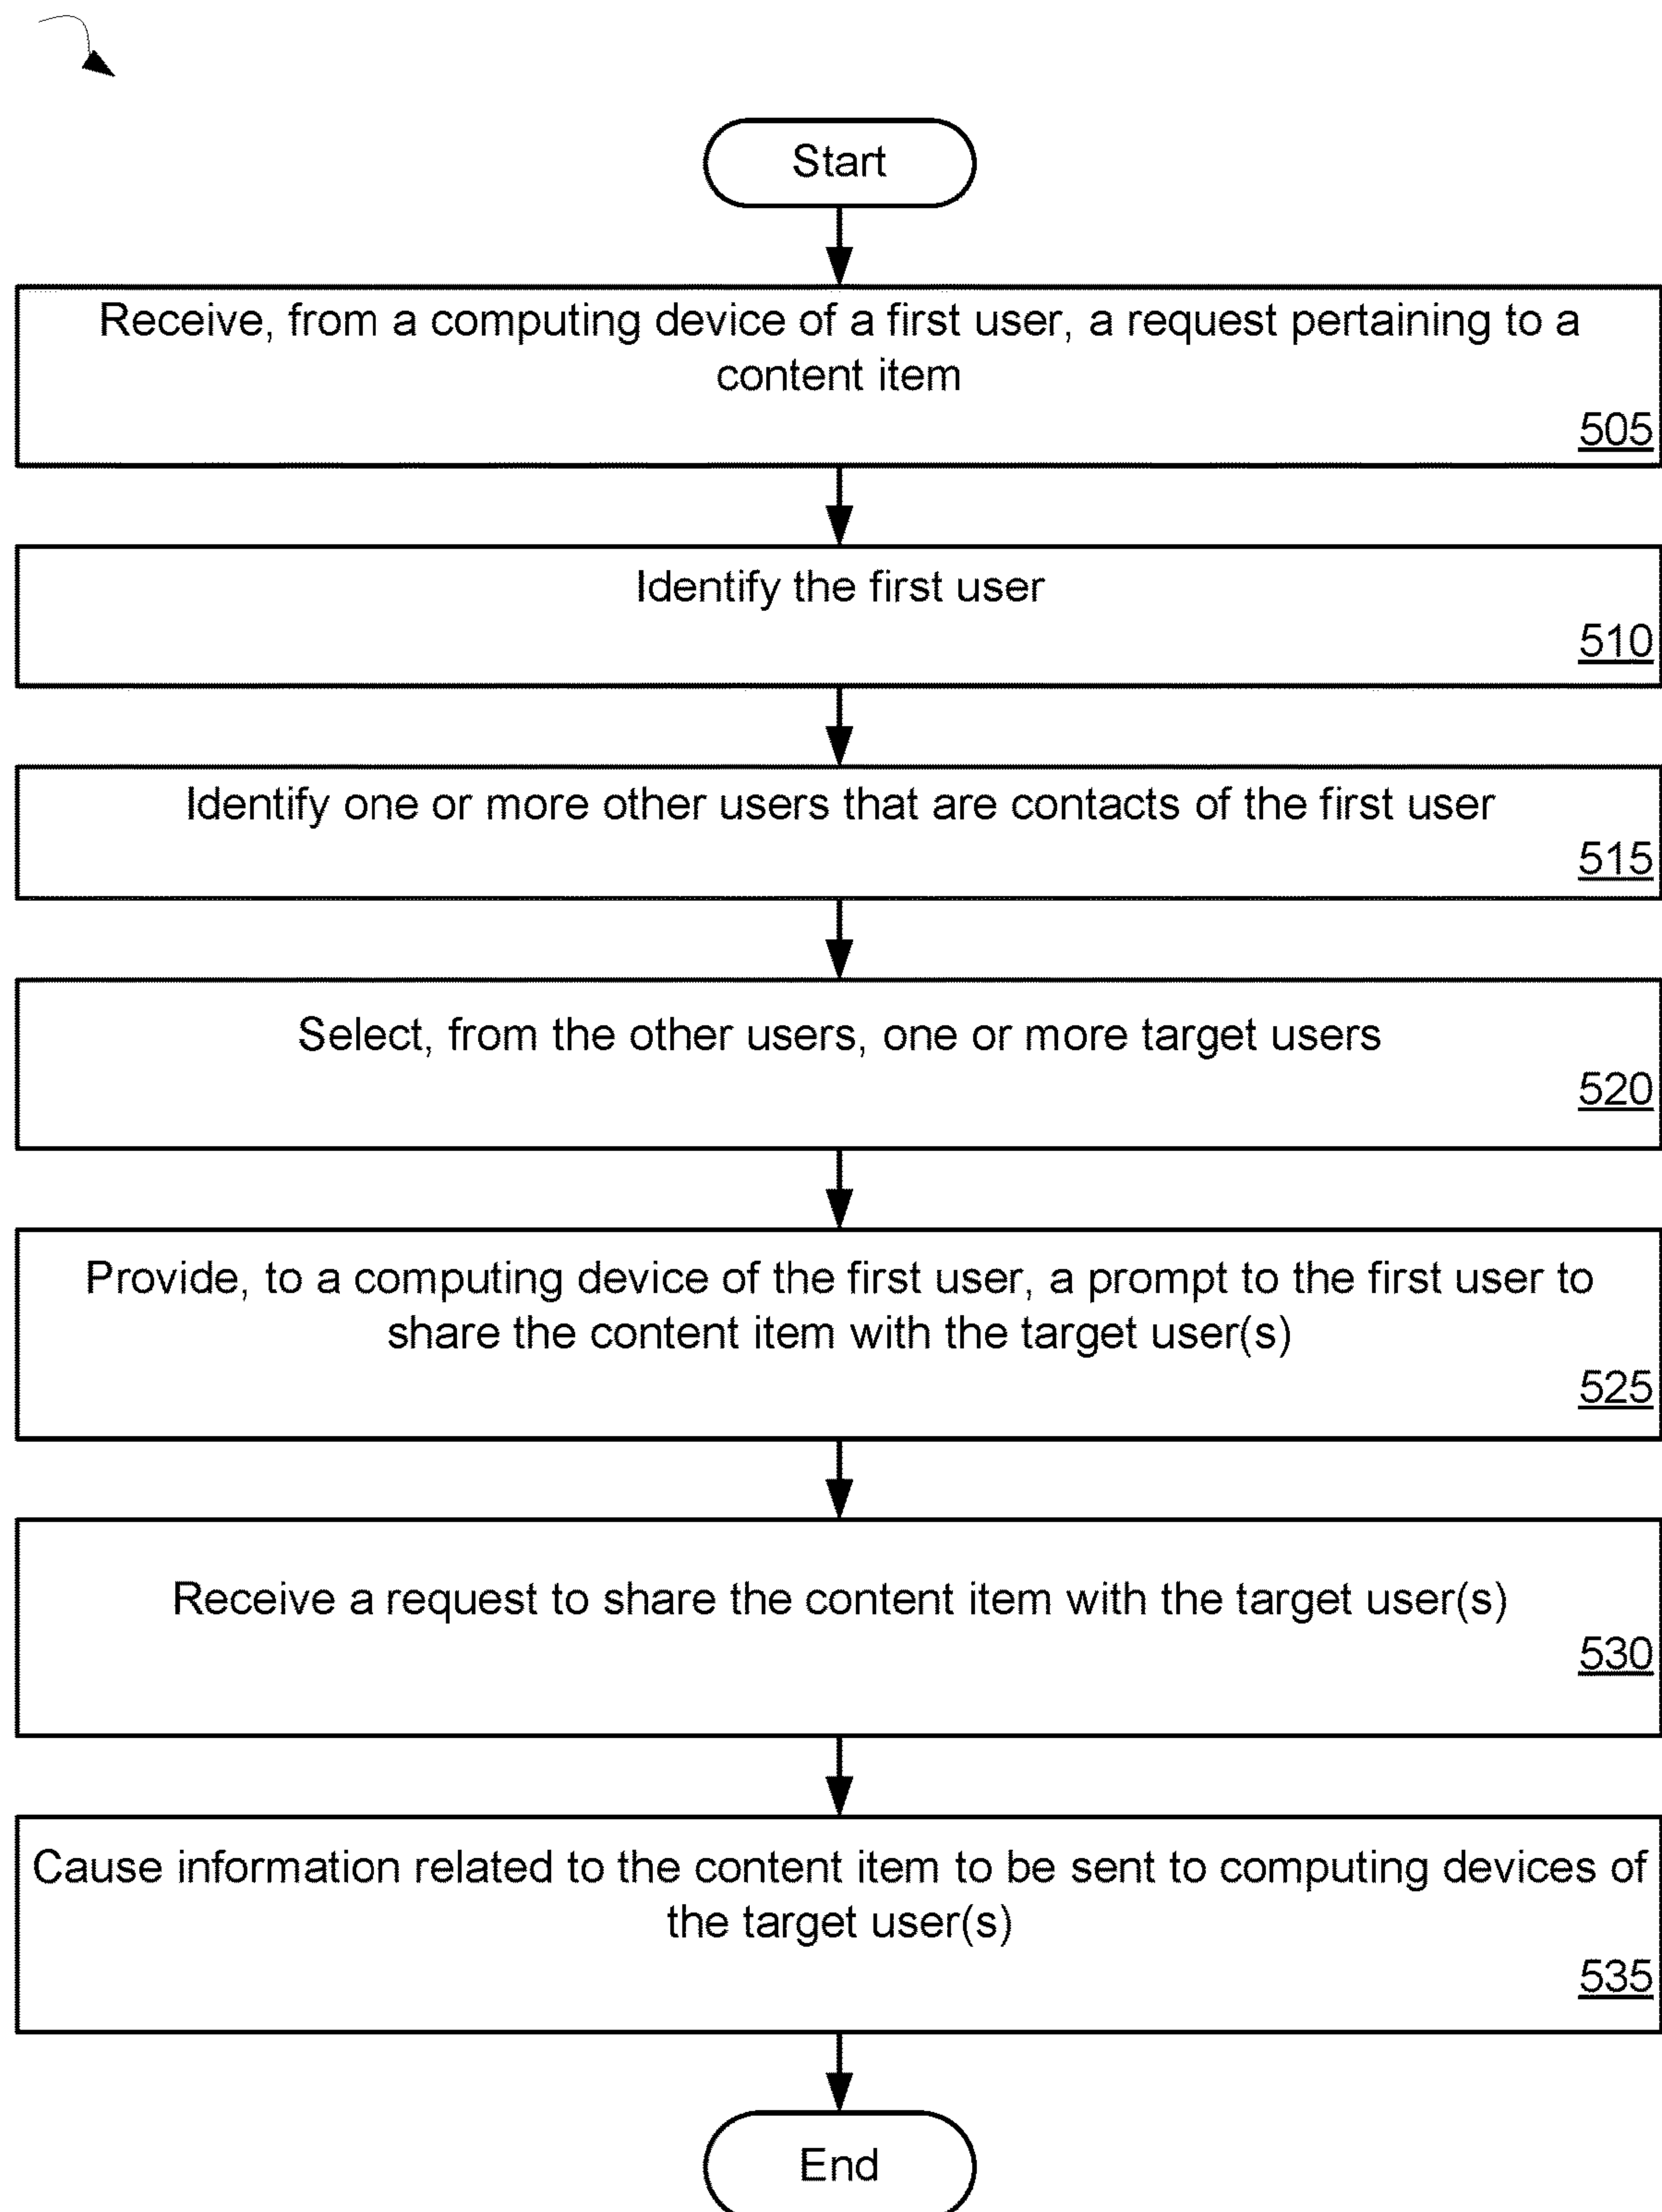 Start
Receive, from a computing device of a first user, a request pertaining to a
content item
505
Identify the first user
510
Identify one or more other users that are contacts of the first user
515
Select, from the other users, one or more target users
520
Provide, to a computing device of the first user, a prompt to the first user to
share the content item with the target user(s)
525
Receive a request to share the content item with the target user(s)
530
Cause information related to the content item to be sent to computing devices of
the target user(s)
535
End